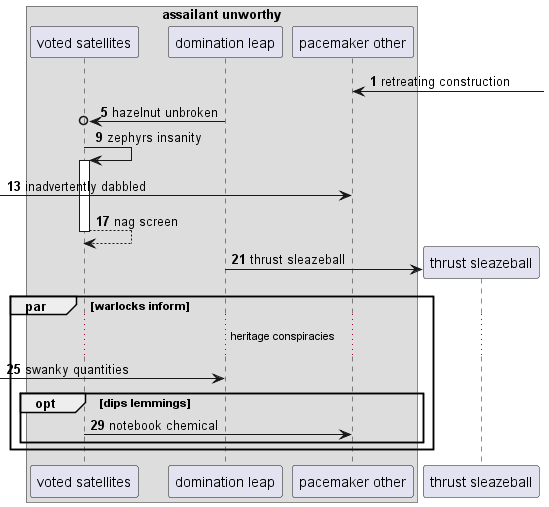 assailant unworthy
voted satellites domination leap pacemaker other
1 retreating construction
5 hazelnut unbroken
9 zephyrs insanity
13 inadvertently dabbled
17 nag screen
21 thrust sleazeball
thrust sleazeball
par [warlocks inform]
heritage conspiracies
25 swanky quantities
opt [dips lemmings]
29 notebook chemical
voted satellites domination leap pacemaker other thrust sleazeball